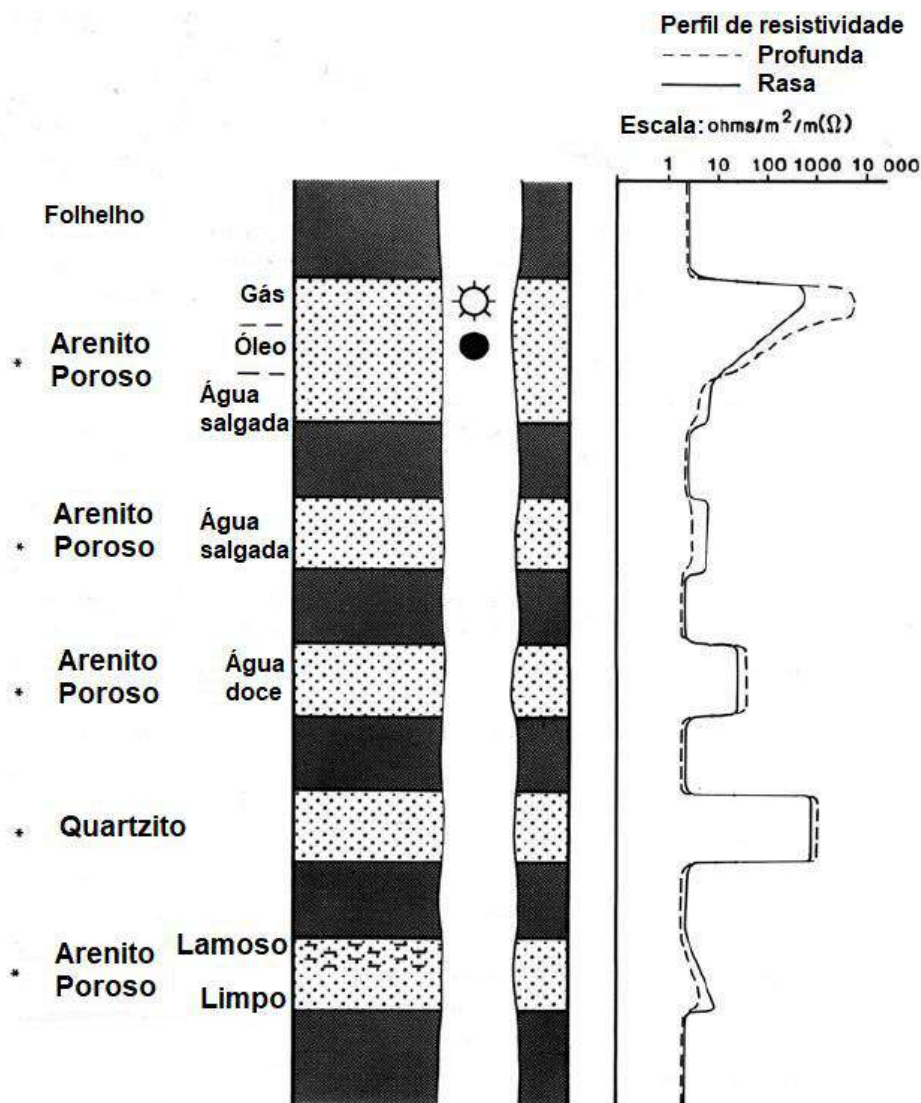 Perfil de resistividade
Profunda
Rasa
Escala: ohms/m²/m(Ω)
1 10 100 1000 10 000
Folhelho
Gás
Óleo
* Arenito
Poroso
Água
salgada
* Arenito
Poroso
Água
salgada
* Arenito
Poroso
Água
doce
* Quartzito
* Arenito
Poroso
Lamoso
Limpo